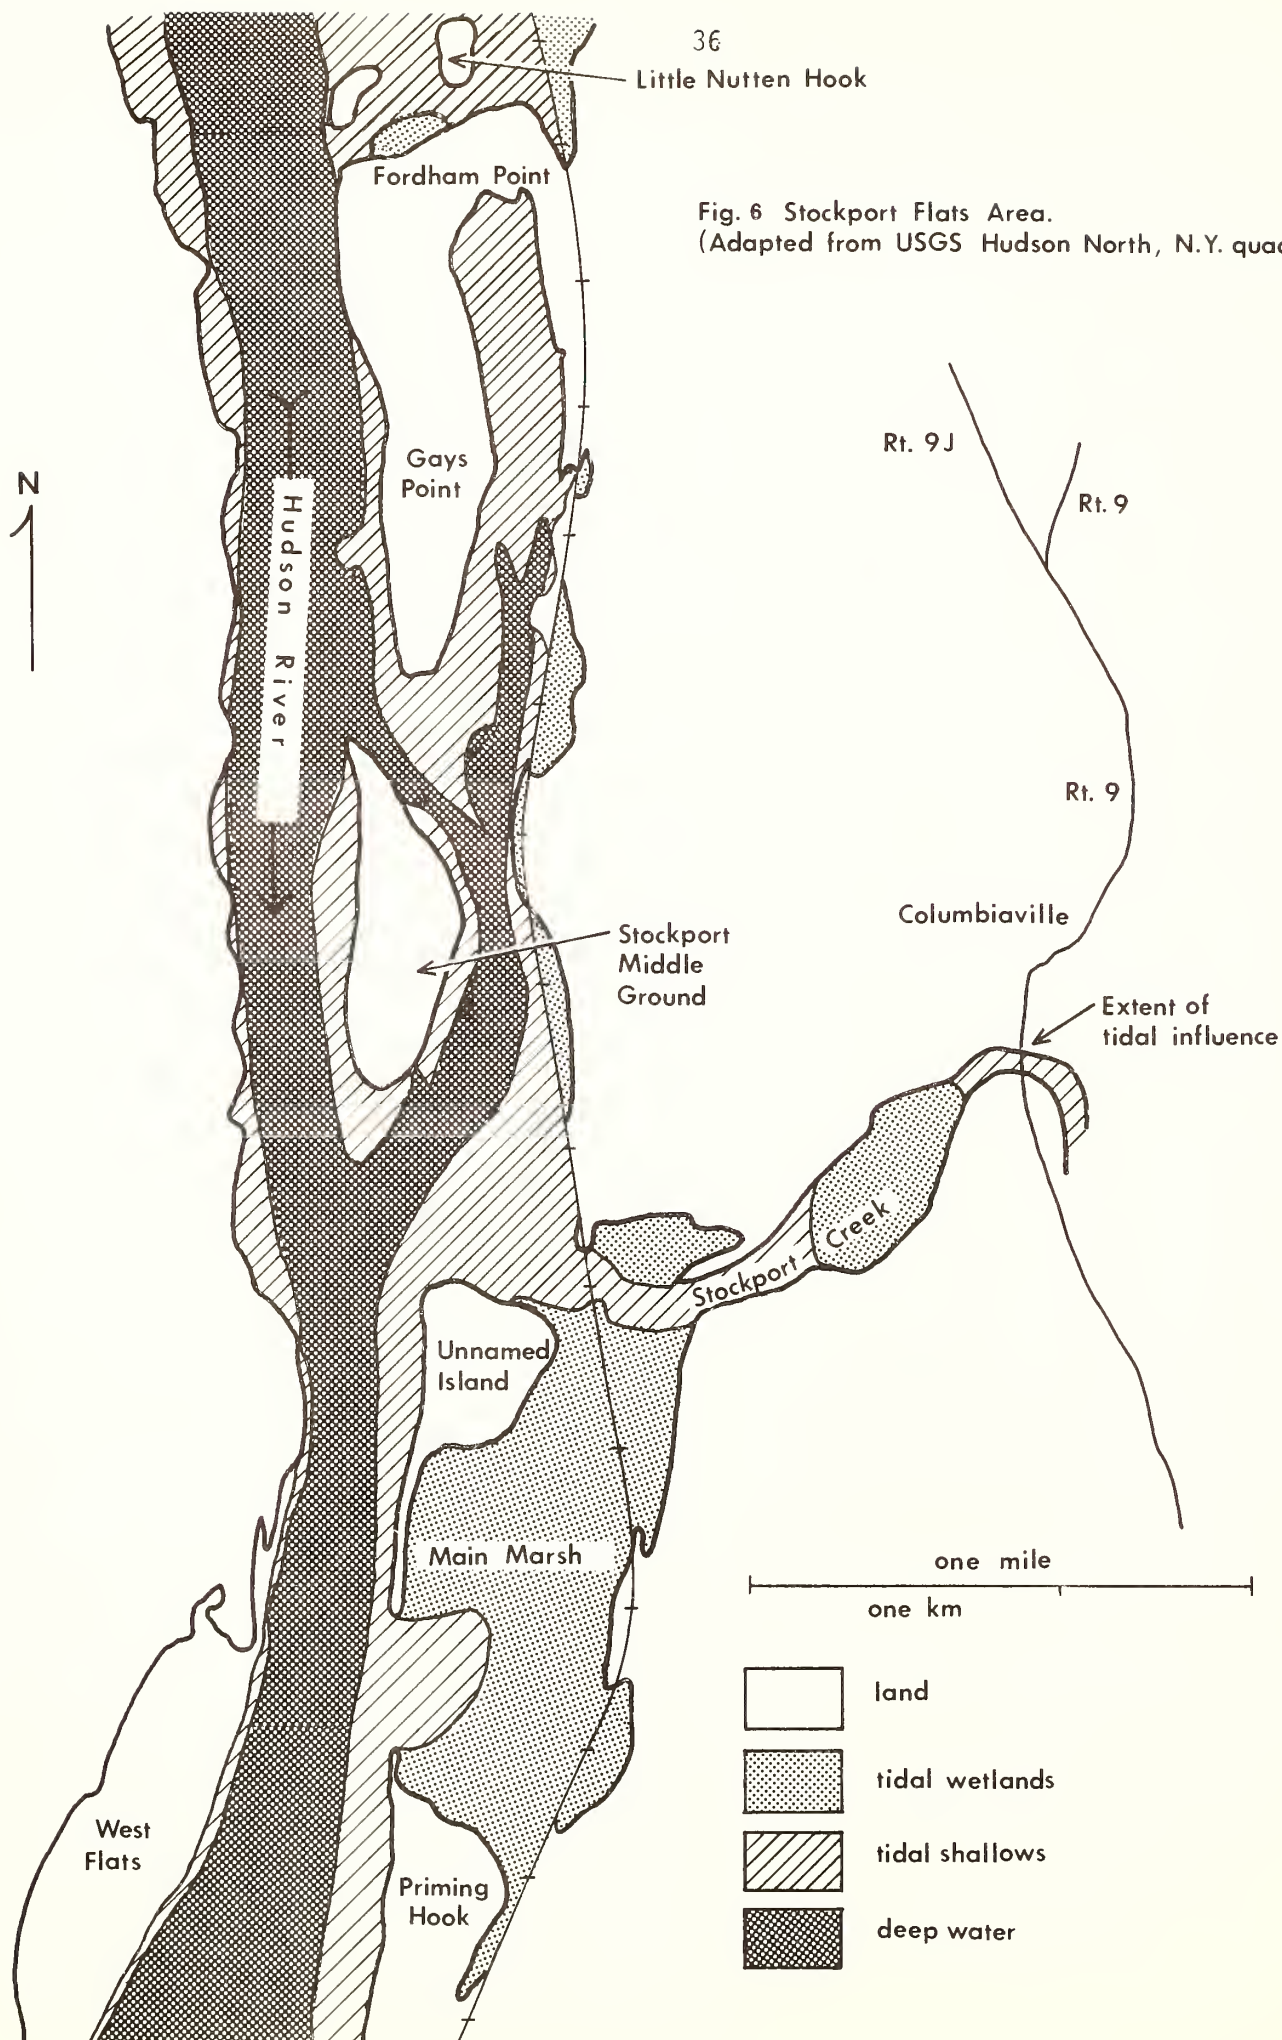 36
Little Nutten Hook
Fordham Point
Fig. 6 Stockport Flats Area.
(Adapted from USGS Hudson North, N.Y. quad
Rt. 9J
Rt. 9
Gays
Point
N
Hudson River
Rt. 9
Columbiaville
Stockport
Middle
Ground
Extent of
tidal influence
Stockport Creek
Unnamed
Island
Main Marsh
one mile
one km
land
tidal wetlands
tidal shallows
deep water
West
Flats
Priming
Hook